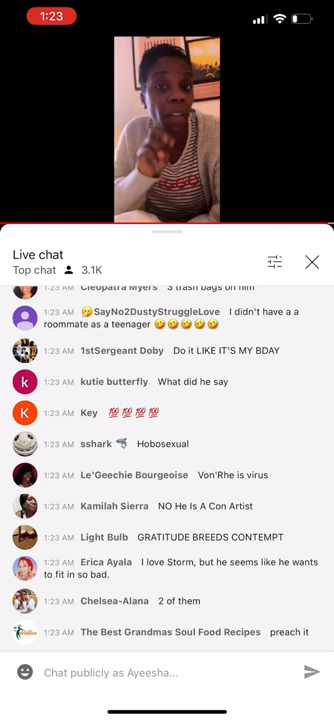 1:23
Live chat
Top chat 3.1K
1:23 AM Cleopatra Myers 3 trash bags on him
1:23 AM 🤔SayNo2DustyStruggleLove I didn't have a a
roommate as a teenager 🤣🤣🤣🤣🤣
1:23 AM 1stSergeant Doby Do it LIKE IT'S MY BDAY
k 1:23 AM kutie butterfly What did he say
K 1:23 AM Key 💯💯💯💯
1:23 AM sshark 🦈 Hobosexual
1:23 AM Le'Geechie Bourgeoise Von'Rhe is virus
1:23 AM Kamilah Sierra NO He Is A Con Artist
1:23 AM Light Bulb GRATITUDE BREEDS CONTEMPT
1:23 AM Erica Ayala I love Storm, but he seems like he wants
to fit in so bad.
1:23 AM Chelsea-Alana 2 of them
1:23 AM The Best Grandmas Soul Food Recipes preach it
Chat publicly as Ayeesha...